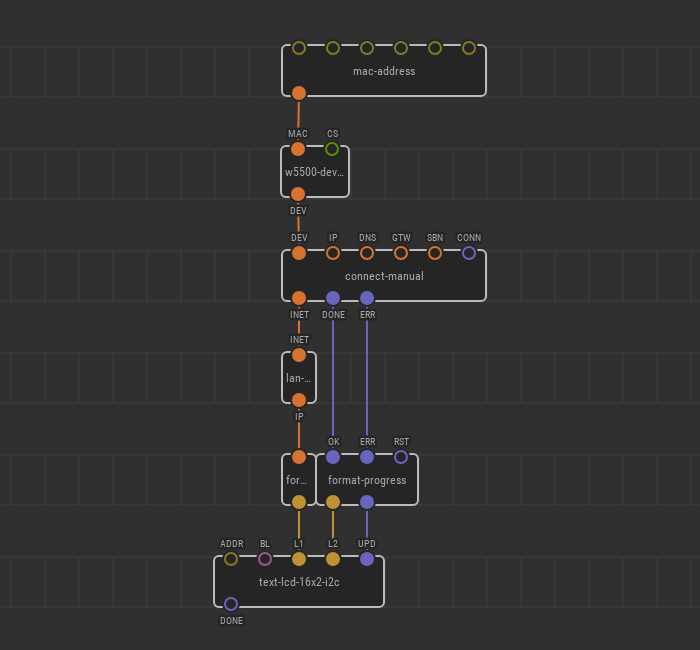 mac-address
MAC CS
w5500-dev...
DEV
DEV IP DNS GTW SBN CONN
connect-manual
INET DONE ERR
INET
lan-...
IP
OK ERR RST
for... format-progress
ADDR BL L1 L2 UPD
text-lcd-16x2-i2c
DONE